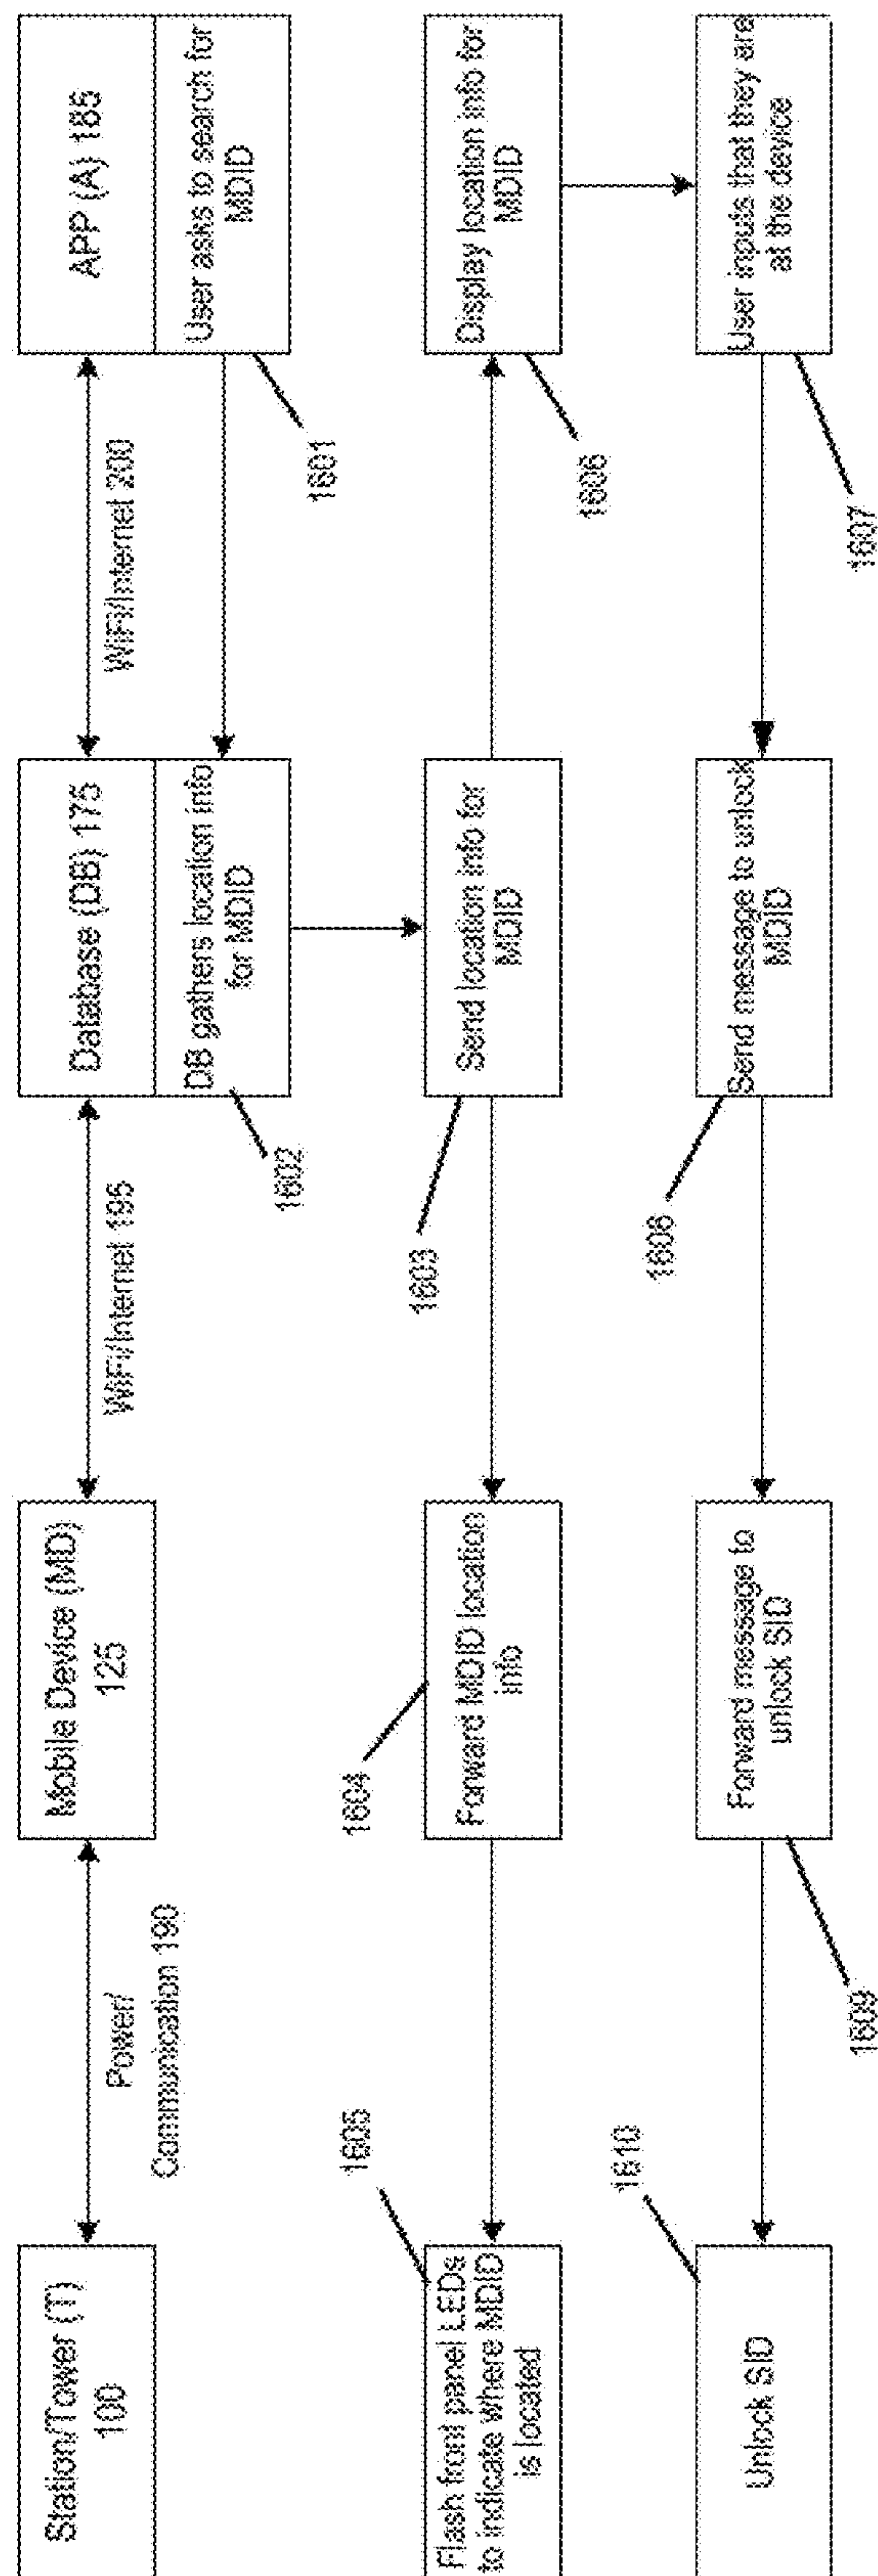 Station/Tower (T)
100
Power/
Communication 190
Mobile Device (MD)
125
WiFi/Internet 195
Database (DB) 175
WiFi/Internet 200
APP (A) 185
DB gathers location info
for MDID
1602
User asks to search for
MDID
1601
1605
Flash front panel LEDs
to indicate where MDID
is located
1604
Forward MDID location
info
1603
Send location info for
MDID
Display location info for
MDID
1606
1610
Unlock SID
Forward message to
unlock SID
1609
1608
Send message to unlock
MDID
User inputs that they are
at the device
1607